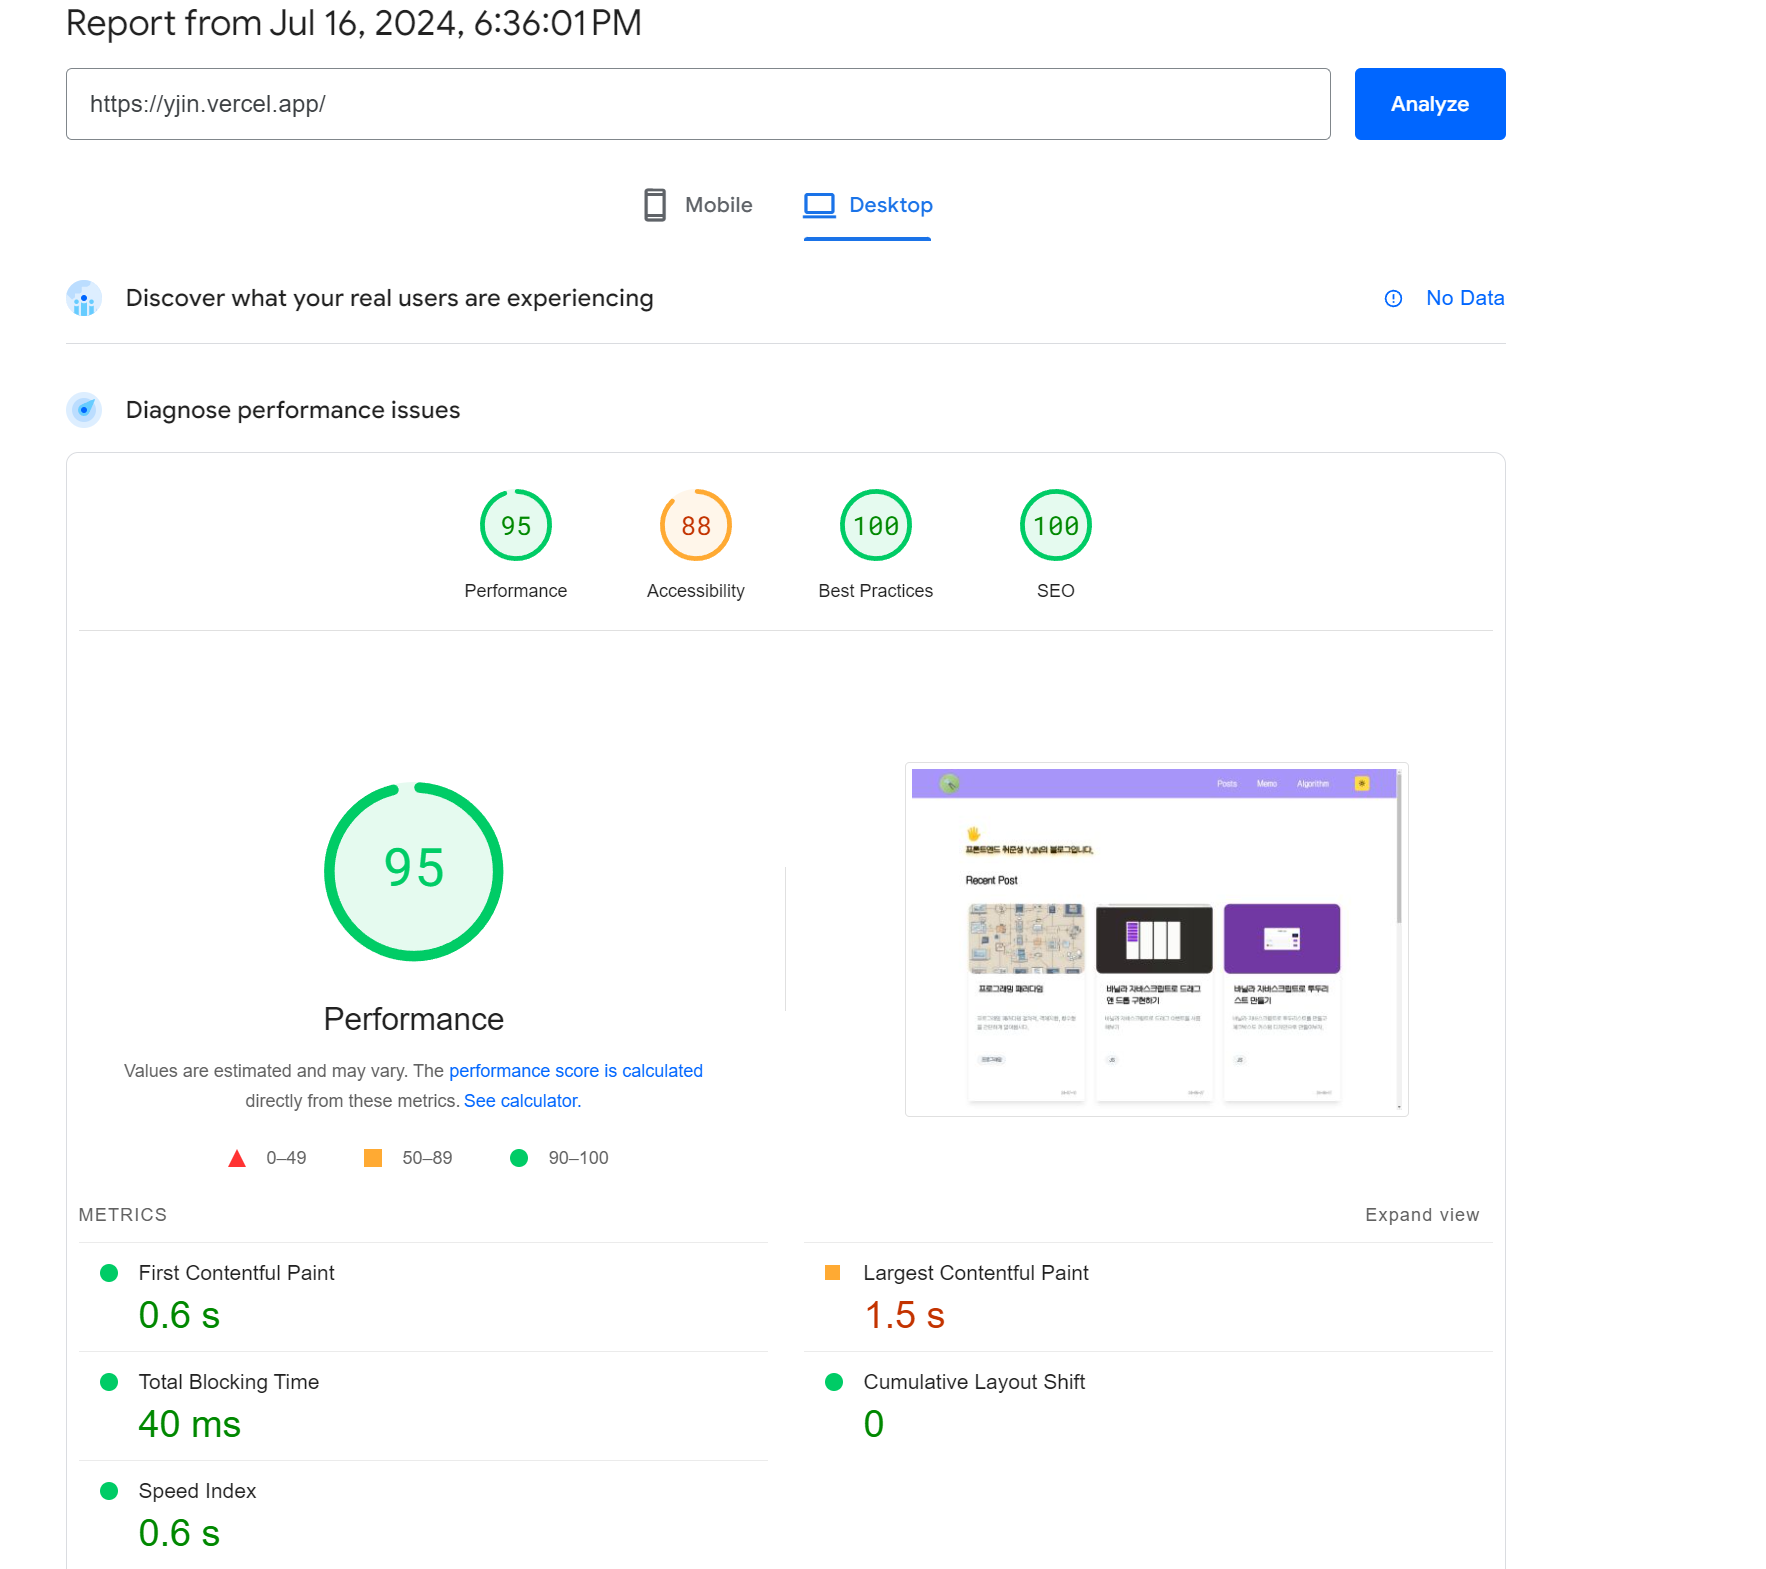 Report from Jul 16, 2024, 6:36:01 PM
https://yjin.vercel.app/
Analyze
Mobile
Desktop
Discover what your real users are experiencing
No Data
Diagnose performance issues
95
88
100
100
Performance
Accessibility
Best Practices
SEO
95
Performance
Values are estimated and may vary. The performance score is calculated
directly from these metrics. See calculator.
0–49
50–89
90–100
Posts
Memo
Algorithm
프론트엔드 취준생 YJIN의 블로그입니다.
Recent Post
프로그래밍 패러다임
바닐라 자바스크립트로 드래그
앤 드롭 구현하기
바닐라 자바스크립트로 투두리
스트 만들기
프로그래밍
JS
JS
METRICS
Expand view
First Contentful Paint
0.6 s
Largest Contentful Paint
1.5 s
Total Blocking Time
40 ms
Cumulative Layout Shift
0
Speed Index
0.6 s